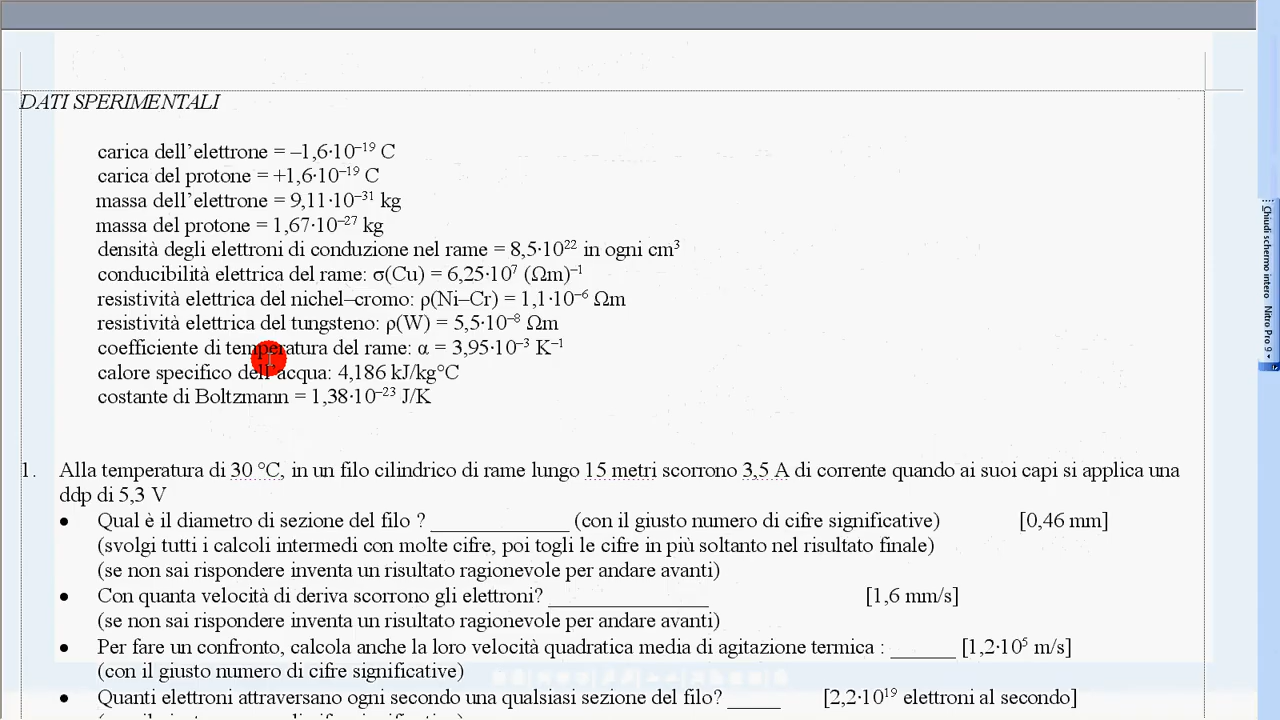 DATI SPERIMENTALI
carica dell’elettrone = –1,6·10⁻¹⁹ C
carica del protone = +1,6·10⁻¹⁹ C
massa dell’elettrone = 9,11·10⁻³¹ kg
massa del protone = 1,67·10⁻²⁷ kg
densità degli elettroni di conduzione nel rame = 8,5·10²² in ogni cm³
conducibilità elettrica del rame: σ(Cu) = 6,25·10⁷ (Ωm)⁻¹
resistività elettrica del nichel–cromo: ρ(Ni–Cr) = 1,1·10⁻⁶ Ωm
resistività elettrica del tungsteno: ρ(W) = 5,5·10⁻⁸ Ωm
coefficiente di temperatura del rame: α = 3,95·10⁻³ K⁻¹
calore specifico dell’acqua: 4,186 kJ/kg°C
costante di Boltzmann = 1,38·10⁻²³ J/K
1. Alla temperatura di 30 °C, in un filo cilindrico di rame lungo 15 metri scorrono 3,5 A di corrente quando ai suoi capi si applica una
ddp di 5,3 V
• Qual è il diametro di sezione del filo ? _____________ (con il giusto numero di cifre significative) [0,46 mm]
(svolgi tutti i calcoli intermedi con molte cifre, poi togli le cifre in più soltanto nel risultato finale)
(se non sai rispondere inventa un risultato ragionevole per andare avanti)
• Con quanta velocità di deriva scorrono gli elettroni? _______________ [1,6 mm/s]
(se non sai rispondere inventa un risultato ragionevole per andare avanti)
• Per fare un confronto, calcola anche la loro velocità quadratica media di agitazione termica : ______ [1,2·10⁵ m/s]
(con il giusto numero di cifre significative)
• Quanti elettroni attraversano ogni secondo una qualsiasi sezione del filo? _____ [2,2·10¹⁹ elettroni al secondo]
Chiudi schermo intero Nitro Pro 9